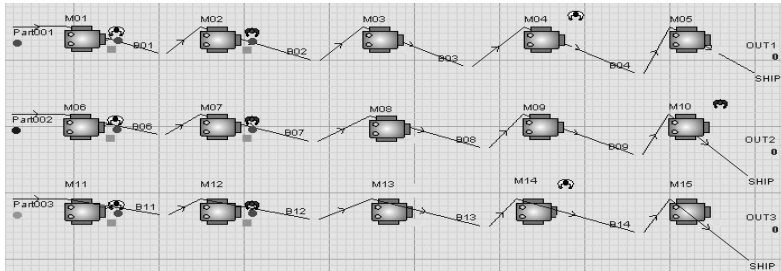 M01 M02 M03 M04 M05
Part001 B01 B02 B03 B04 OUT1
0
SHIP
M06 M07 M08 M09 M10
Part002 B06 B07 B08 B09 OUT2
0
SHIP
M11 M12 M13 M14 M15
Part003 B11 B12 B13 B14 OUT3
0
SHIP